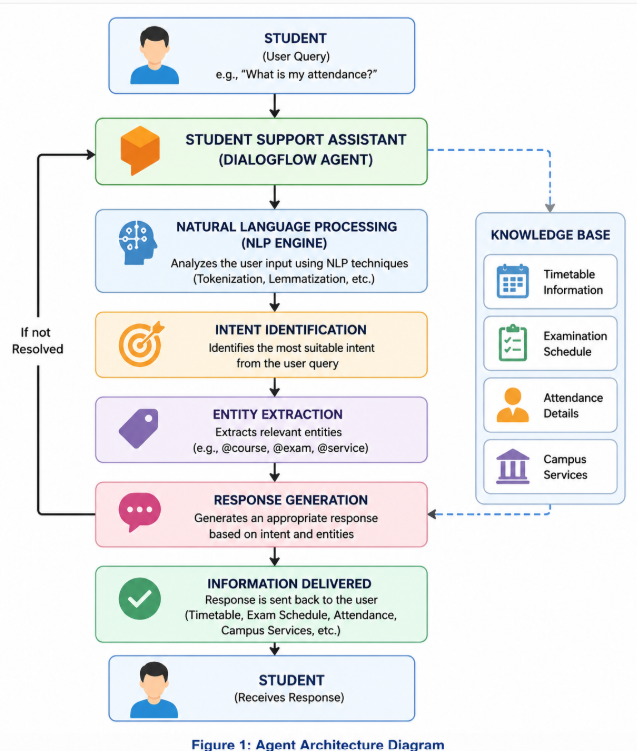 STUDENT
(User Query)
e.g., "What is my attendance?"
STUDENT SUPPORT ASSISTANT
(DIALOGFLOW AGENT)
NATURAL LANGUAGE PROCESSING
(NLP ENGINE)
Analyzes the user input using NLP techniques
(Tokenization, Lemmatization, etc.)
INTENT IDENTIFICATION
Identifies the most suitable intent
from the user query
ENTITY EXTRACTION
Extracts relevant entities
(e.g., @course, @exam, @service)
RESPONSE GENERATION
Generates an appropriate response
based on intent and entities
INFORMATION DELIVERED
Response is sent back to the user
(Timetable, Exam Schedule, Attendance,
Campus Services, etc.)
STUDENT
(Receives Response)
If not
Resolved
KNOWLEDGE BASE
Timetable
Information
Examination
Schedule
Attendance
Details
Campus
Services
Figure 1: Agent Architecture Diagram